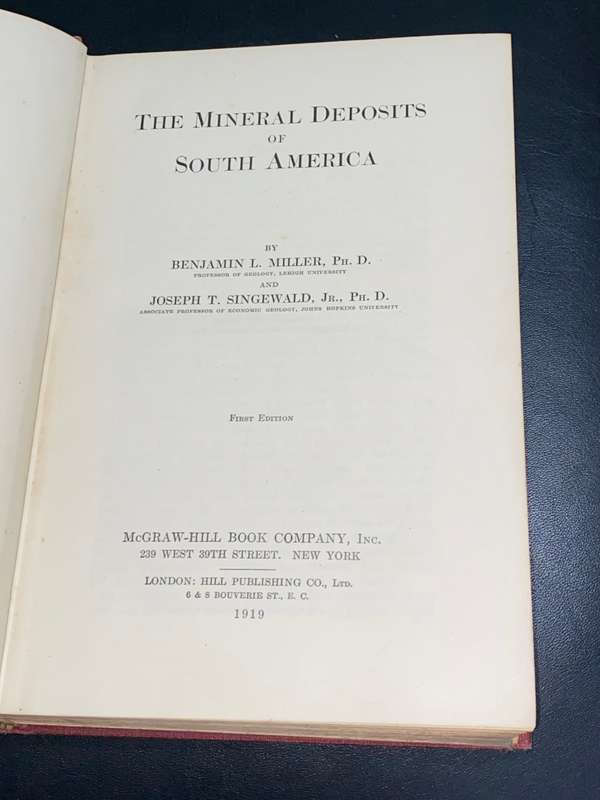 THE MINERAL DEPOSITS
OF
SOUTH AMERICA
BY
BENJAMIN L. MILLER, PH. D.
PROFESSOR OF GEOLOGY, LEHIGH UNIVERSITY
AND
JOSEPH T. SINGEWALD, JR., PH. D.
ASSOCIATE PROFESSOR OF ECONOMIC GEOLOGY, JOHNS HOPKINS UNIVERSITY
FIRST EDITION
McGRAW-HILL BOOK COMPANY, INC.
239 WEST 39TH STREET. NEW YORK
LONDON: HILL PUBLISHING CO., LTD.
6 & 8 BOUVERIE ST., E. C.
1919